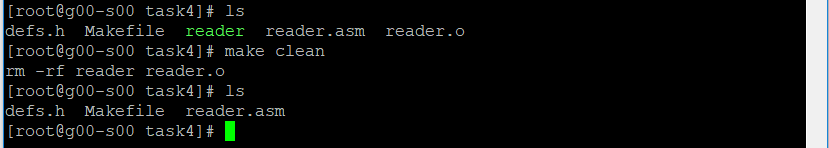 [root@g00-s00 task4]# ls
defs.h  Makefile  reader  reader.asm  reader.o
[root@g00-s00 task4]# make clean
rm -rf reader reader.o
[root@g00-s00 task4]# ls
defs.h  Makefile  reader.asm
[root@g00-s00 task4]#